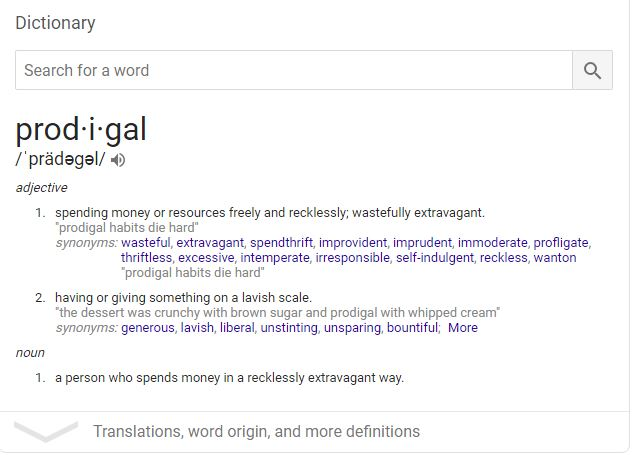 Dictionary
Search for a word
prod·i·gal
/ˈprädəɡəl/
adjective
1. spending money or resources freely and recklessly; wastefully extravagant.
"prodigal habits die hard"
synonyms: wasteful, extravagant, spendthrift, improvident, imprudent, immoderate, profligate,
thriftless, excessive, intemperate, irresponsible, self-indulgent, reckless, wanton
"prodigal habits die hard"
2. having or giving something on a lavish scale.
"the dessert was crunchy with brown sugar and prodigal with whipped cream"
synonyms: generous, lavish, liberal, unstinting, unsparing, bountiful; More
noun
1. a person who spends money in a recklessly extravagant way.
Translations, word origin, and more definitions